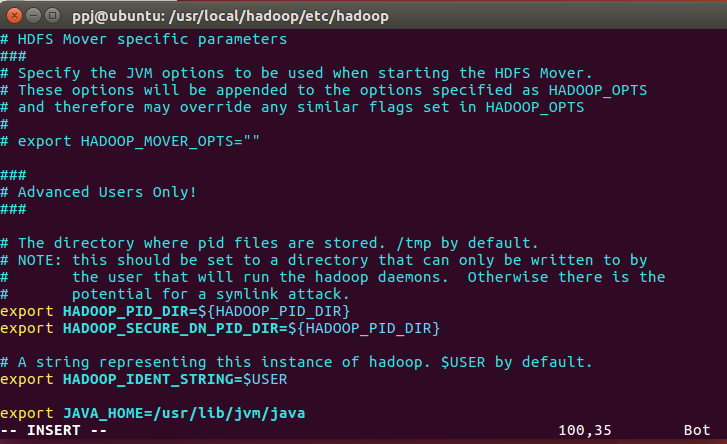 ppj@ubuntu: /usr/local/hadoop/etc/hadoop
# HDFS Mover specific parameters
###
# Specify the JVM options to be used when starting the HDFS Mover.
# These options will be appended to the options specified as HADOOP_OPTS
# and therefore may override any similar flags set in HADOOP_OPTS
#
# export HADOOP_MOVER_OPTS=""
###
# Advanced Users Only!
###
# The directory where pid files are stored. /tmp by default.
# NOTE: this should be set to a directory that can only be written to by
#       the user that will run the hadoop daemons.  Otherwise there is the
#       potential for a symlink attack.
export HADOOP_PID_DIR=${HADOOP_PID_DIR}
export HADOOP_SECURE_DN_PID_DIR=${HADOOP_PID_DIR}
# A string representing this instance of hadoop. $USER by default.
export HADOOP_IDENT_STRING=$USER
export JAVA_HOME=/usr/lib/jvm/java
-- INSERT -- 100,35 Bot